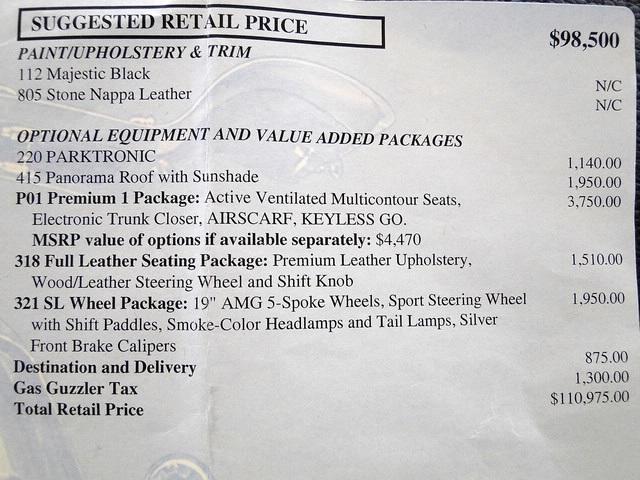 SUGGESTED RETAIL PRICE $98,500
PAINT/UPHOLSTERY & TRIM
112 Majestic Black N/C
805 Stone Nappa Leather N/C
OPTIONAL EQUIPMENT AND VALUE ADDED PACKAGES
220 PARKTRONIC 1,140.00
415 Panorama Roof with Sunshade 1,950.00
P01 Premium 1 Package: Active Ventilated Multicontour Seats, 3,750.00
Electronic Trunk Closer, AIRSCARF, KEYLESS GO.
MSRP value of options if available separately: $4,470
318 Full Leather Seating Package: Premium Leather Upholstery, 1,510.00
Wood/Leather Steering Wheel and Shift Knob
321 SL Wheel Package: 19" AMG 5-Spoke Wheels, Sport Steering Wheel 1,950.00
with Shift Paddles, Smoke-Color Headlamps and Tail Lamps, Silver
Front Brake Calipers
Destination and Delivery 875.00
Gas Guzzler Tax 1,300.00
Total Retail Price $110,975.00